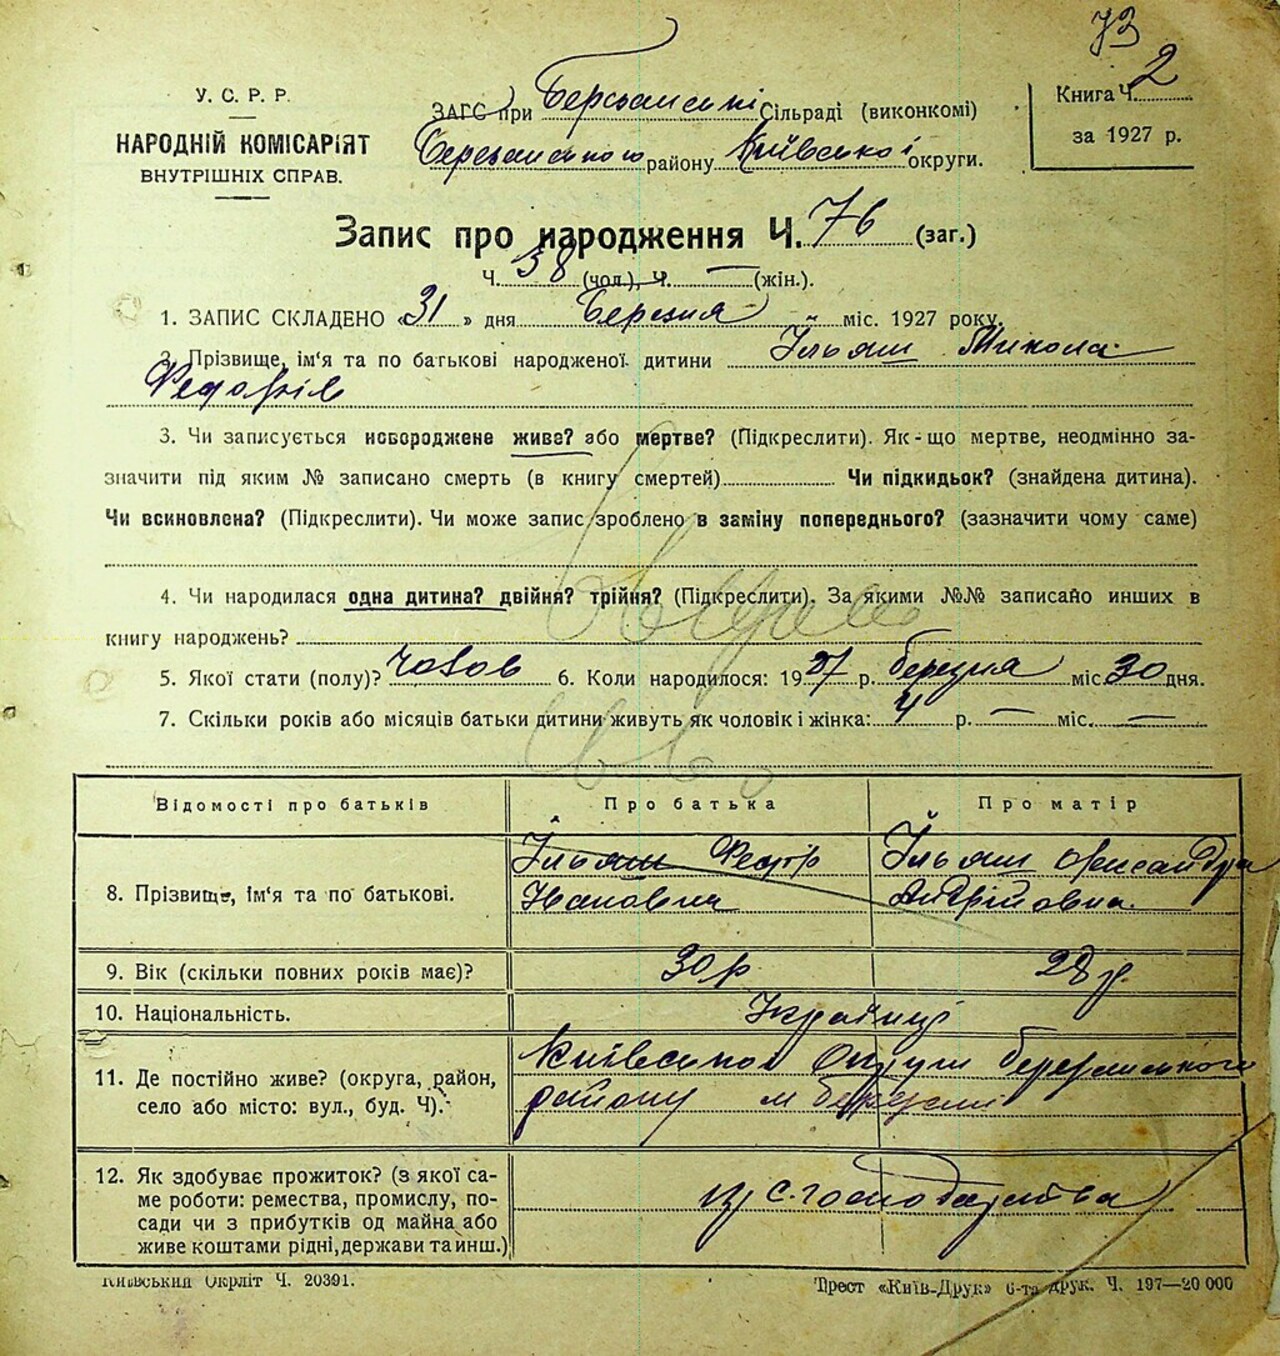 73
У. С. Р. Р.
НАРОДНІЙ КОМІСАРІЯТ
ВНУТРІШНІХ СПРАВ.
ЗАГС при Березанські Сільраді (виконкомі)
Березанського району Київської округи.
Книга Ч. 2
за 1927 р.
Запис про народження Ч. 76 (заг.)
Ч. 38 (чол.), Ч. — (жін.).
1. ЗАПИС СКЛАДЕНО «31» дня Березня міс. 1927 року.
2. Прізвище, ім'я та по батькові народженої дитини Ільяш Микола
Федорів
3. Чи записується новороджене живе? або мертве? (Підкреслити). Як-що мертве, неодмінно за-
значити під яким № записано смерть (в книгу смертей) Чи підкидьок? (знайдена дитина).
Чи всиновлена? (Підкреслити). Чи може запис зроблено в заміну попереднього? (зазначити чому саме)
4. Чи народилася одна дитина? двійня? трійня? (Підкреслити). За якими №№ записано инших в
книгу народжень?
5. Якої стати (полу)? чолов 6. Коли народилося: 1927 р. березня міс. 30 дня.
7. Скільки років або місяців батьки дитини живуть як чоловік і жінка: 4 р. — міс. —
Відомості про батьків Про батька Про матір
8. Прізвище, ім'я та по батькові. Ільяш Федір Ільяш Олександра
Іванович Андрійовна.
9. Вік (скільки повних років має)? 30 р 28 р.
10. Національність. Українці
11. Де постійно живе? (округа, район, село або місто: вул., буд. Ч). Київської Округи Березанського
району м Березані
12. Як здобуває прожиток? (з якої са-
ме роботи: ремества, промислу, по-
сади чи з прибутків од майна або
живе коштами рідні, держави та инш.) із с.-господарства
Київський Окрліт Ч. 20391.
Трест «Київ-Друк» 6-та друк. Ч. 197—20 000